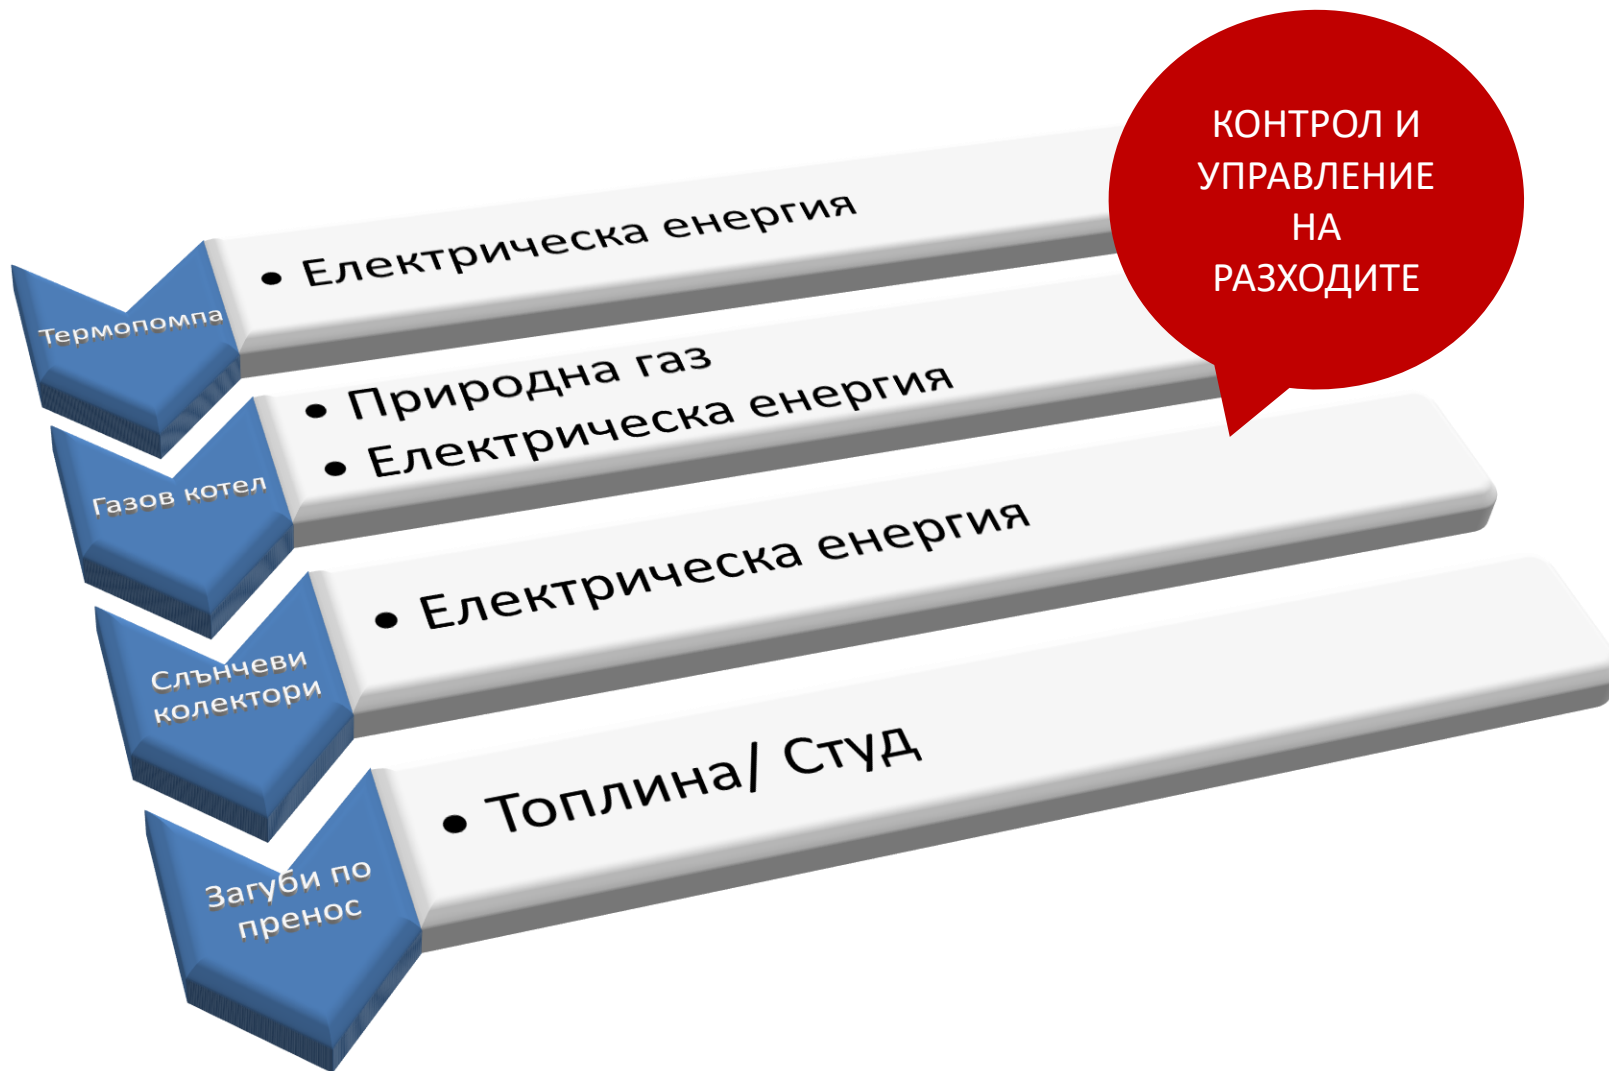 КОНТРОЛ И
УПРАВЛЕНИЕ
НА
РАЗХОДИТЕ
Термопомпа
• Електрическа енергия
Газов котел
• Природна газ
• Електрическа енергия
Слънчеви
колектори
• Електрическа енергия
Загуби по
пренос
• Топлина/ Студ